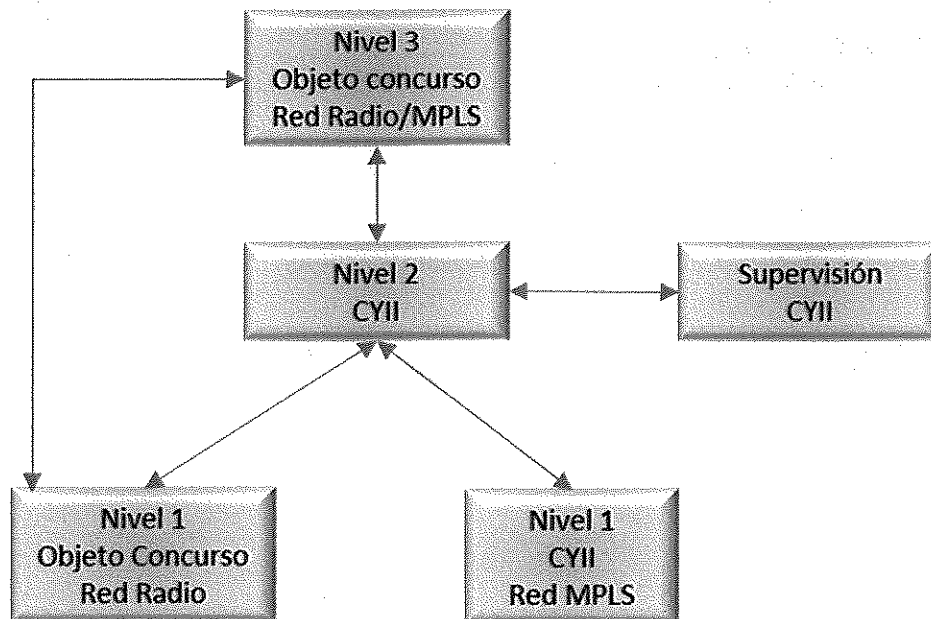 Nivel 3
Objeto concurso
Red Radio/MPLS
Nivel 2
CYII
Supervisión
CYII
Nivel 1
Objeto Concurso
Red Radio
Nivel 1
CYII
Red MPLS